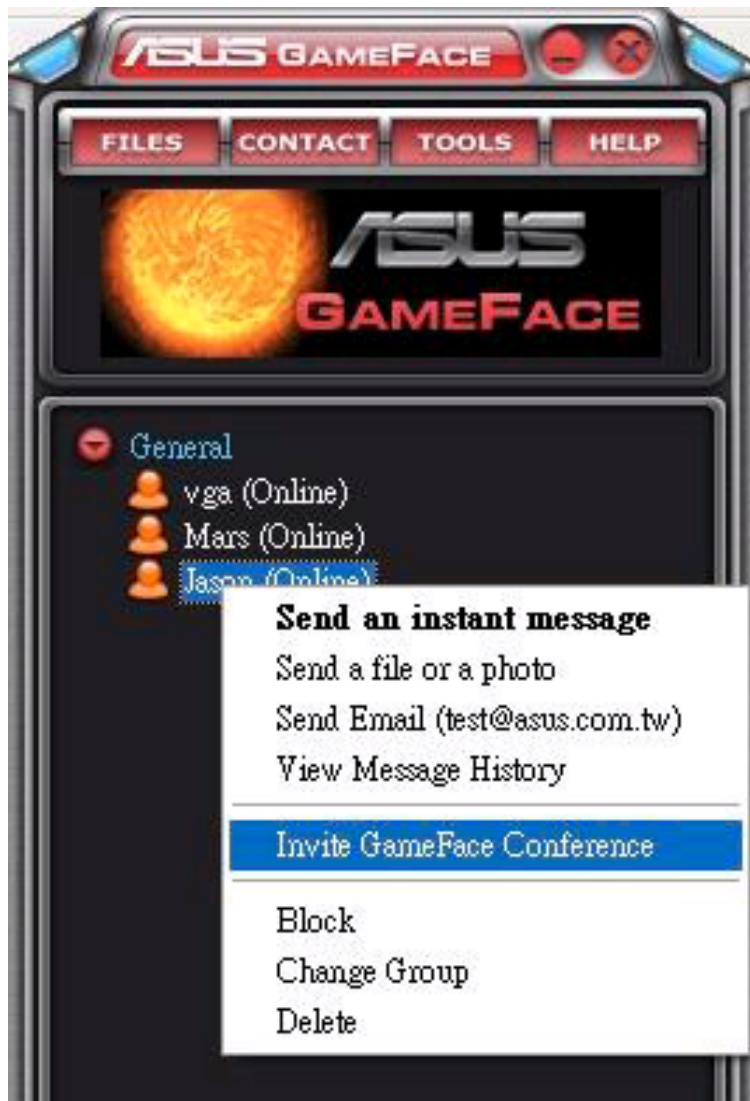 ASUS GAMEFACE
FILES CONTACT TOOLS HELP
ASUS
GAMEFACE
General
vga (Online)
Mars (Online)
Jason (Online)
Send an instant message
Send a file or a photo
Send Email (test@asus.com.tw)
View Message History
Invite GameFace Conference
Block
Change Group
Delete